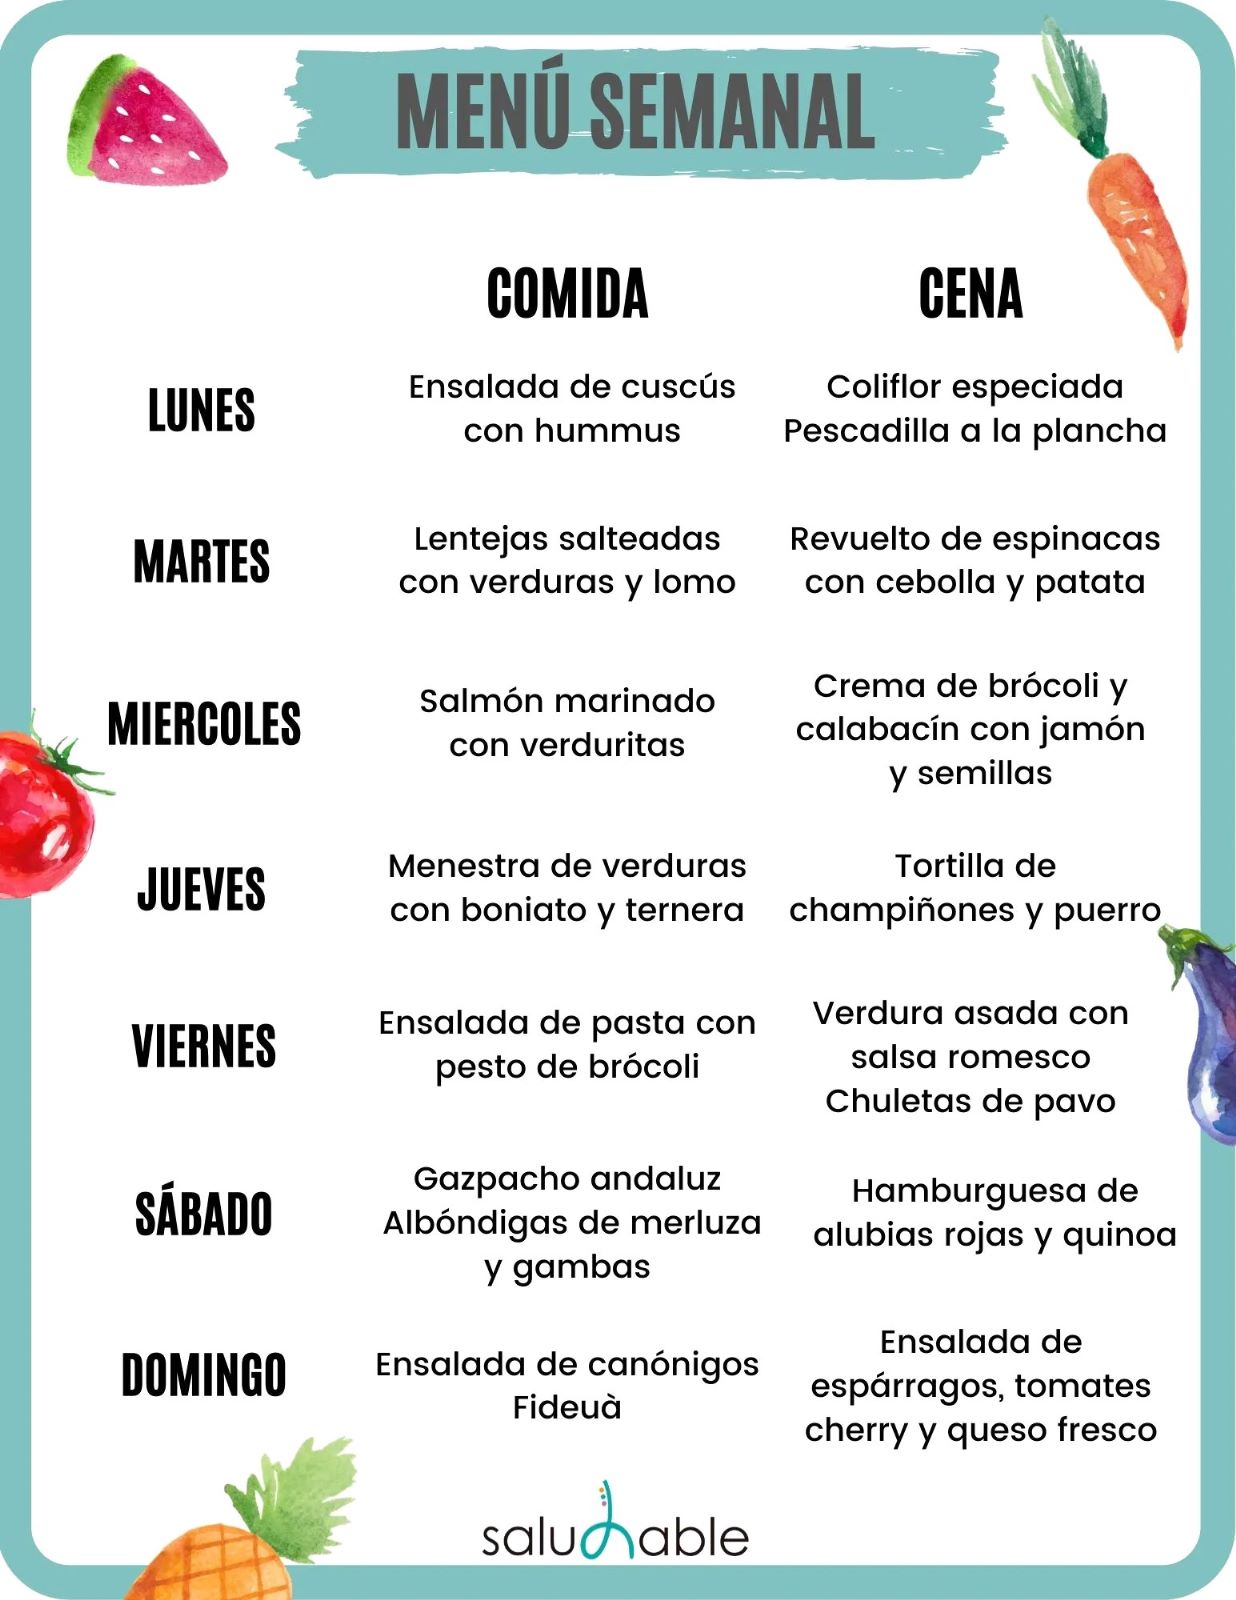 MENÚ SEMANAL
COMIDA
CENA
LUNES
Ensalada de cuscús
con hummus
Coliflor especiada
Pescadilla a la plancha
MARTES
Lentejas salteadas
con verduras y lomo
Revuelto de espinacas
con cebolla y patata
MIERCOLES
Salmón marinado
con verduritas
Crema de brócoli y
calabacín con jamón
y semillas
JUEVES
Menestra de verduras
con boniato y ternera
Tortilla de
champiñones y puerro
VIERNES
Ensalada de pasta con
pesto de brócoli
Verdura asada con
salsa romesco
Chuletas de pavo
SÁBADO
Gazpacho andaluz
Albóndigas de merluza
y gambas
Hamburguesa de
alubias rojas y quinoa
DOMINGO
Ensalada de canónigos
Fideuà
Ensalada de
espárragos, tomates
cherry y queso fresco
saludhable